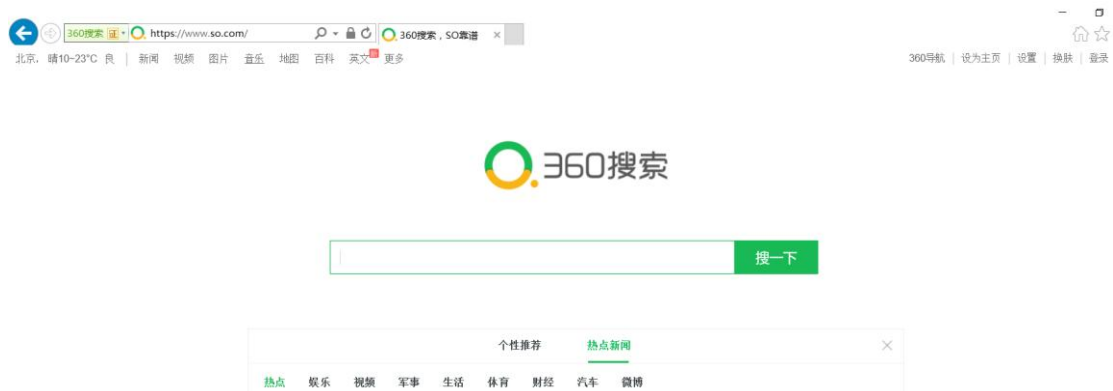 360搜索 证 https://www.so.com/ 360搜索，SO靠谱 ×
北京，晴10~23°C 良 | 新闻 视频 图片 音乐 地图 百科 英文 更多 360导航 | 设为主页 | 设置 | 换肤 | 登录
360搜索
搜一下
个性推荐 热点新闻
热点 娱乐 视频 军事 生活 体育 财经 汽车 微博